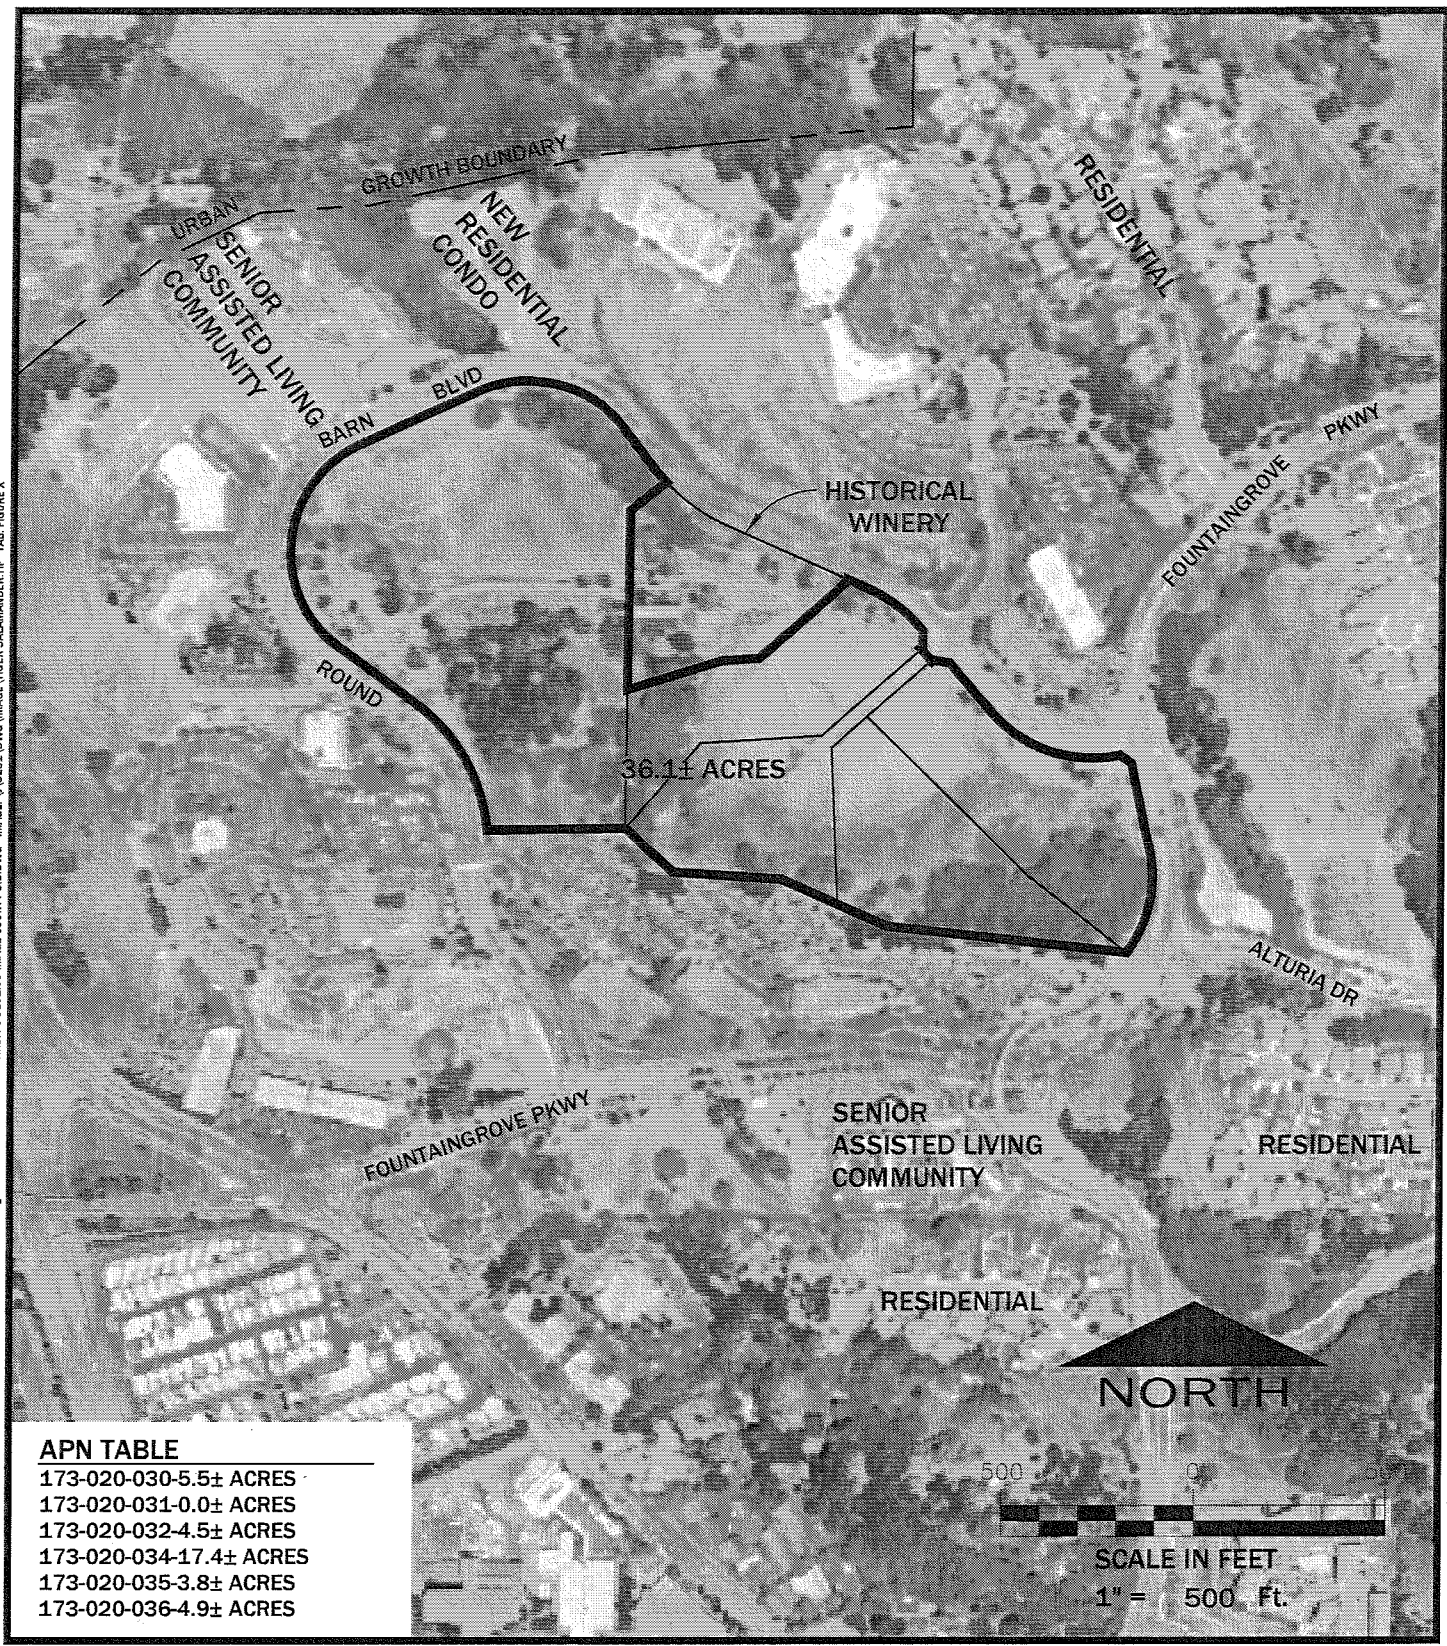 GROWTH BOUNDARY
URBAN
SENIOR
ASSISTED LIVING
COMMUNITY
NEW
RESIDENTIAL
CONDO
RESIDENTIAL
BARN
BLVD
HISTORICAL
WINERY
FOUNTAINGROVE
PKWY
ROUND
36.1± ACRES
ALTURIA DR
FOUNTAINGROVE PKWY
SENIOR
ASSISTED LIVING
COMMUNITY
RESIDENTIAL
RESIDENTIAL
NORTH
500 0 500
SCALE IN FEET
1" = 500 Ft.
APN TABLE
173-020-030-5.5± ACRES
173-020-031-0.0± ACRES
173-020-032-4.5± ACRES
173-020-034-17.4± ACRES
173-020-035-3.8± ACRES
173-020-036-4.9± ACRES